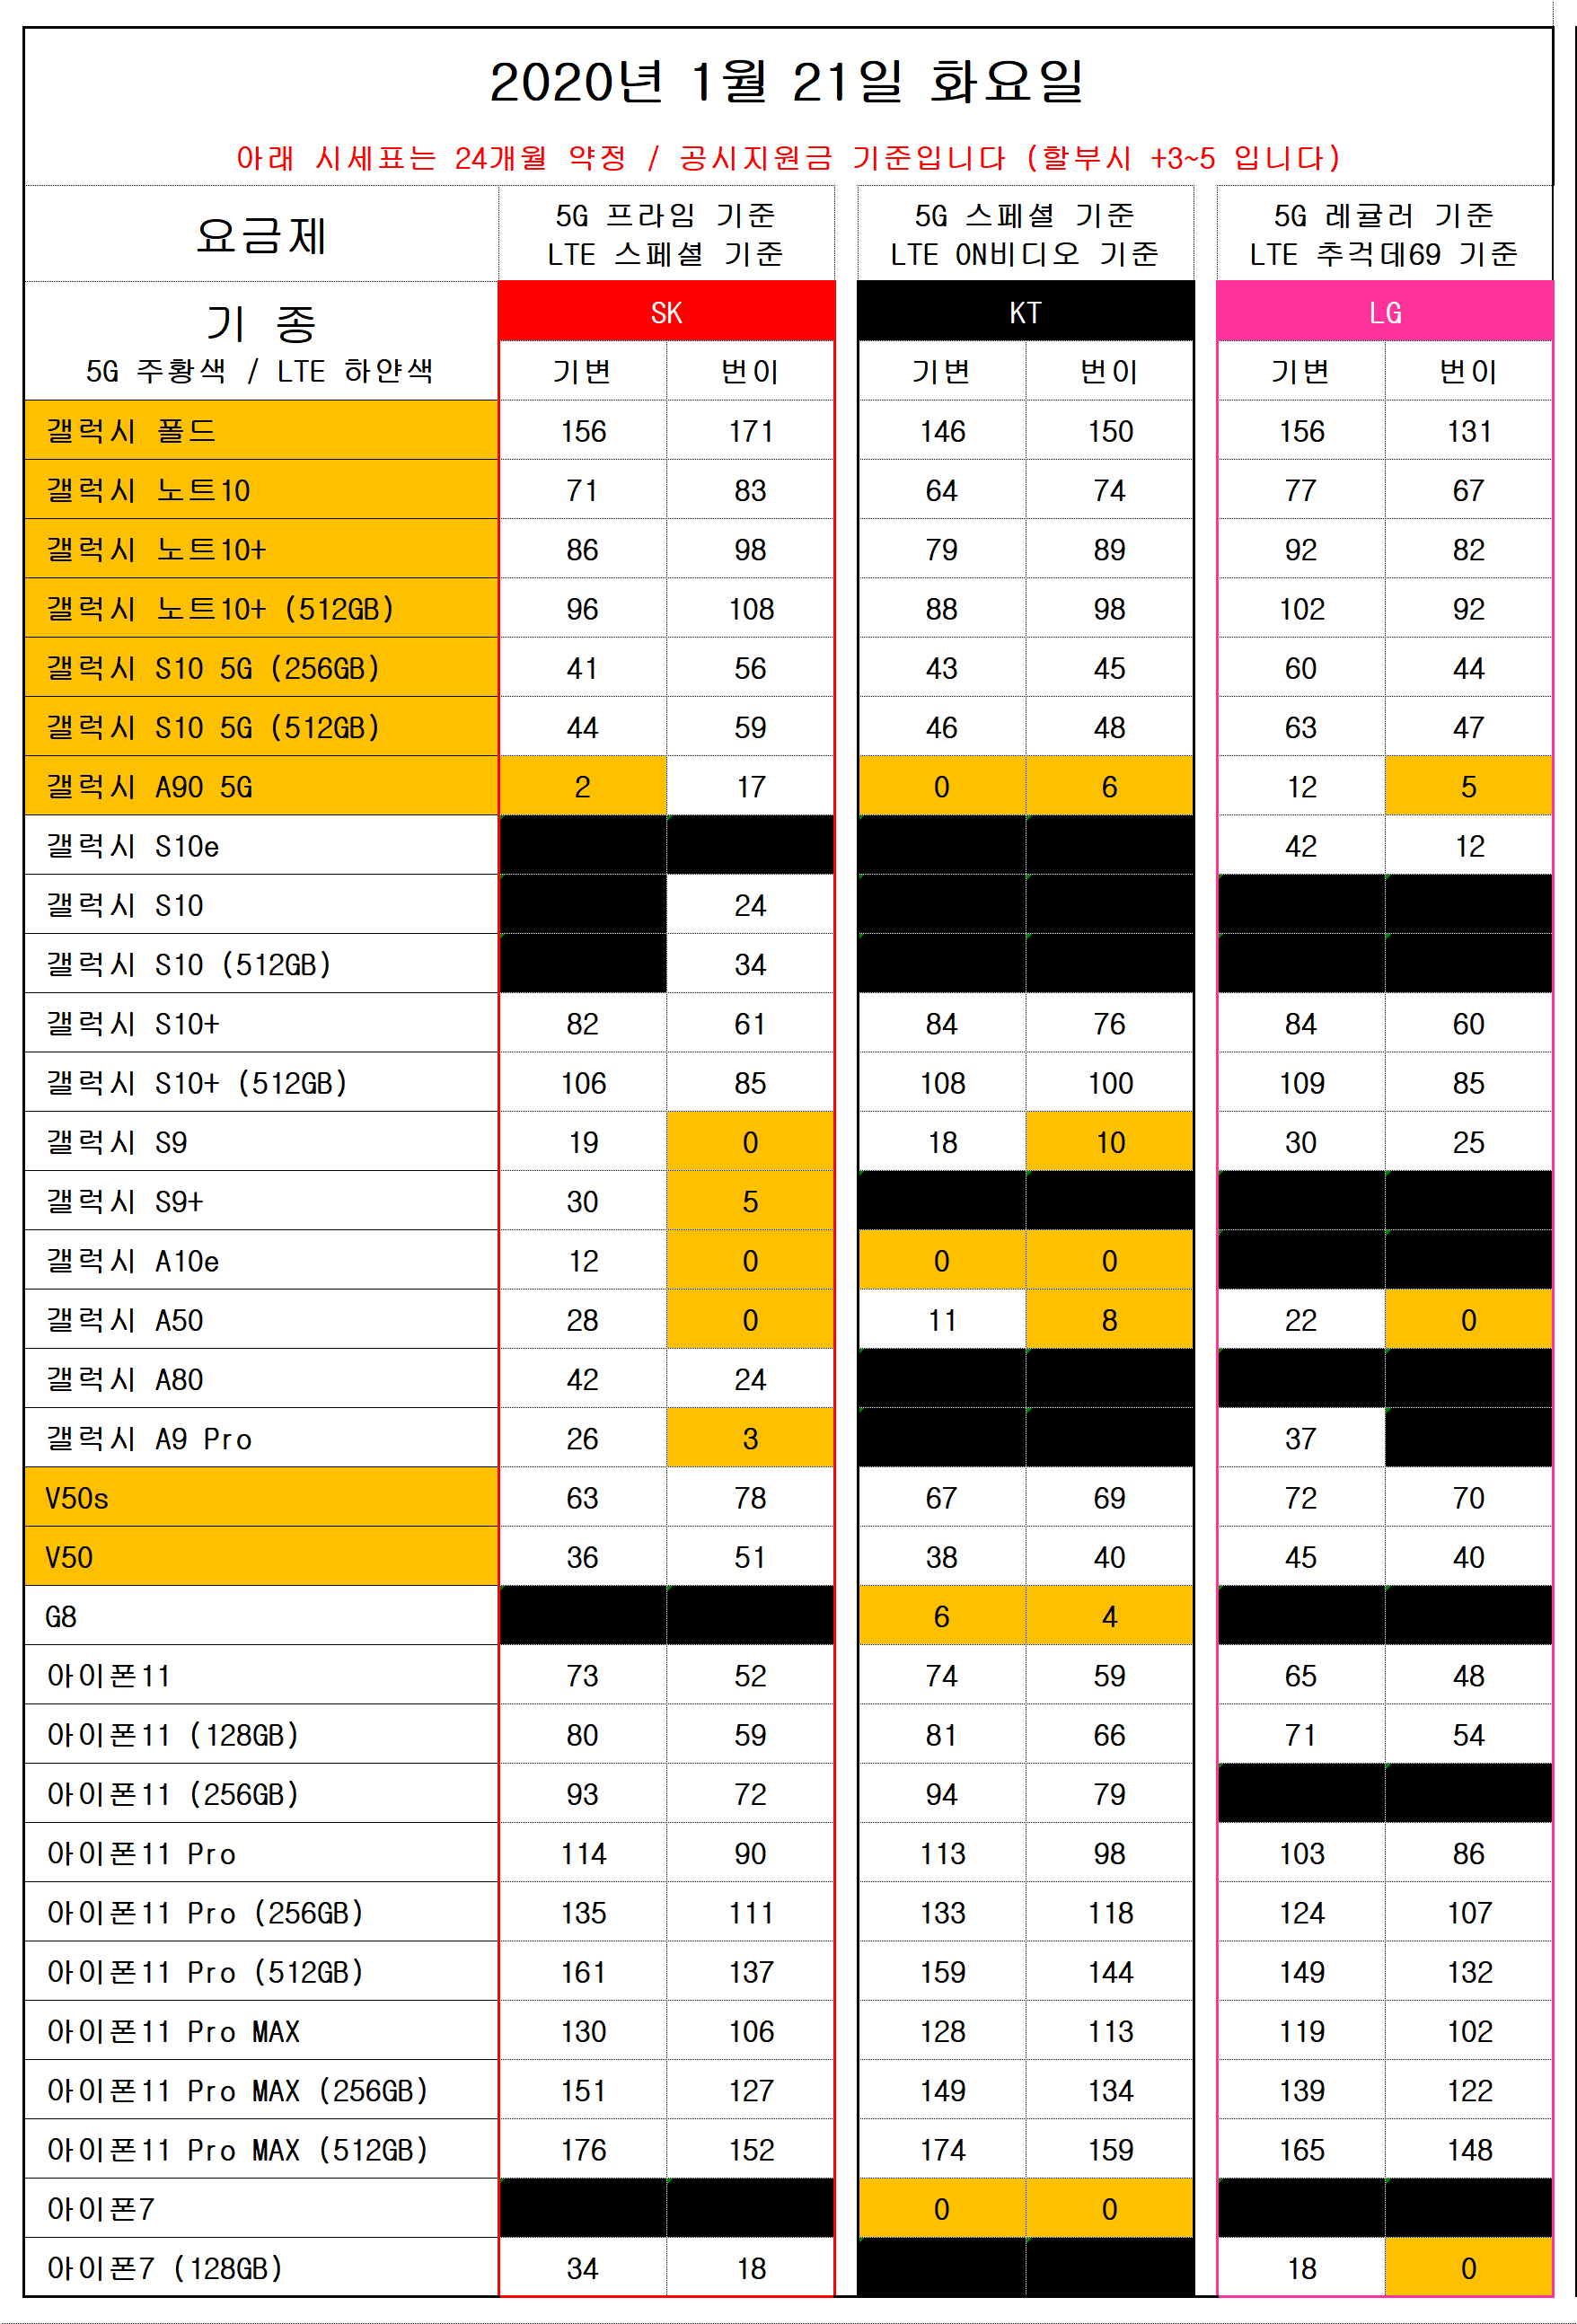 2020년 1월 21일 화요일
아래 시세표는 24개월 약정 / 공시지원금 기준입니다 (할부시 +3~5 입니다)
요금제
5G 프라임 기준
LTE 스페셜 기준
5G 스페셜 기준
LTE ON비디오 기준
5G 레귤러 기준
LTE 추걱데69 기준
기 종
5G 주황색 / LTE 하얀색
SK KT LG
기변 번이 기변 번이 기변 번이
갤럭시 폴드 156 171 146 150 156 131
갤럭시 노트10 71 83 64 74 77 67
갤럭시 노트10+ 86 98 79 89 92 82
갤럭시 노트10+ (512GB) 96 108 88 98 102 92
갤럭시 S10 5G (256GB) 41 56 43 45 60 44
갤럭시 S10 5G (512GB) 44 59 46 48 63 47
갤럭시 A90 5G 2 17 0 6 12 5
갤럭시 S10e 42 12
갤럭시 S10 24
갤럭시 S10 (512GB) 34
갤럭시 S10+ 82 61 84 76 84 60
갤럭시 S10+ (512GB) 106 85 108 100 109 85
갤럭시 S9 19 0 18 10 30 25
갤럭시 S9+ 30 5
갤럭시 A10e 12 0 0 0
갤럭시 A50 28 0 11 8 22 0
갤럭시 A80 42 24
갤럭시 A9 Pro 26 3 37
V50s 63 78 67 69 72 70
V50 36 51 38 40 45 40
G8 6 4
아이폰11 73 52 74 59 65 48
아이폰11 (128GB) 80 59 81 66 71 54
아이폰11 (256GB) 93 72 94 79
아이폰11 Pro 114 90 113 98 103 86
아이폰11 Pro (256GB) 135 111 133 118 124 107
아이폰11 Pro (512GB) 161 137 159 144 149 132
아이폰11 Pro MAX 130 106 128 113 119 102
아이폰11 Pro MAX (256GB) 151 127 149 134 139 122
아이폰11 Pro MAX (512GB) 176 152 174 159 165 148
아이폰7 0 0
아이폰7 (128GB) 34 18 18 0